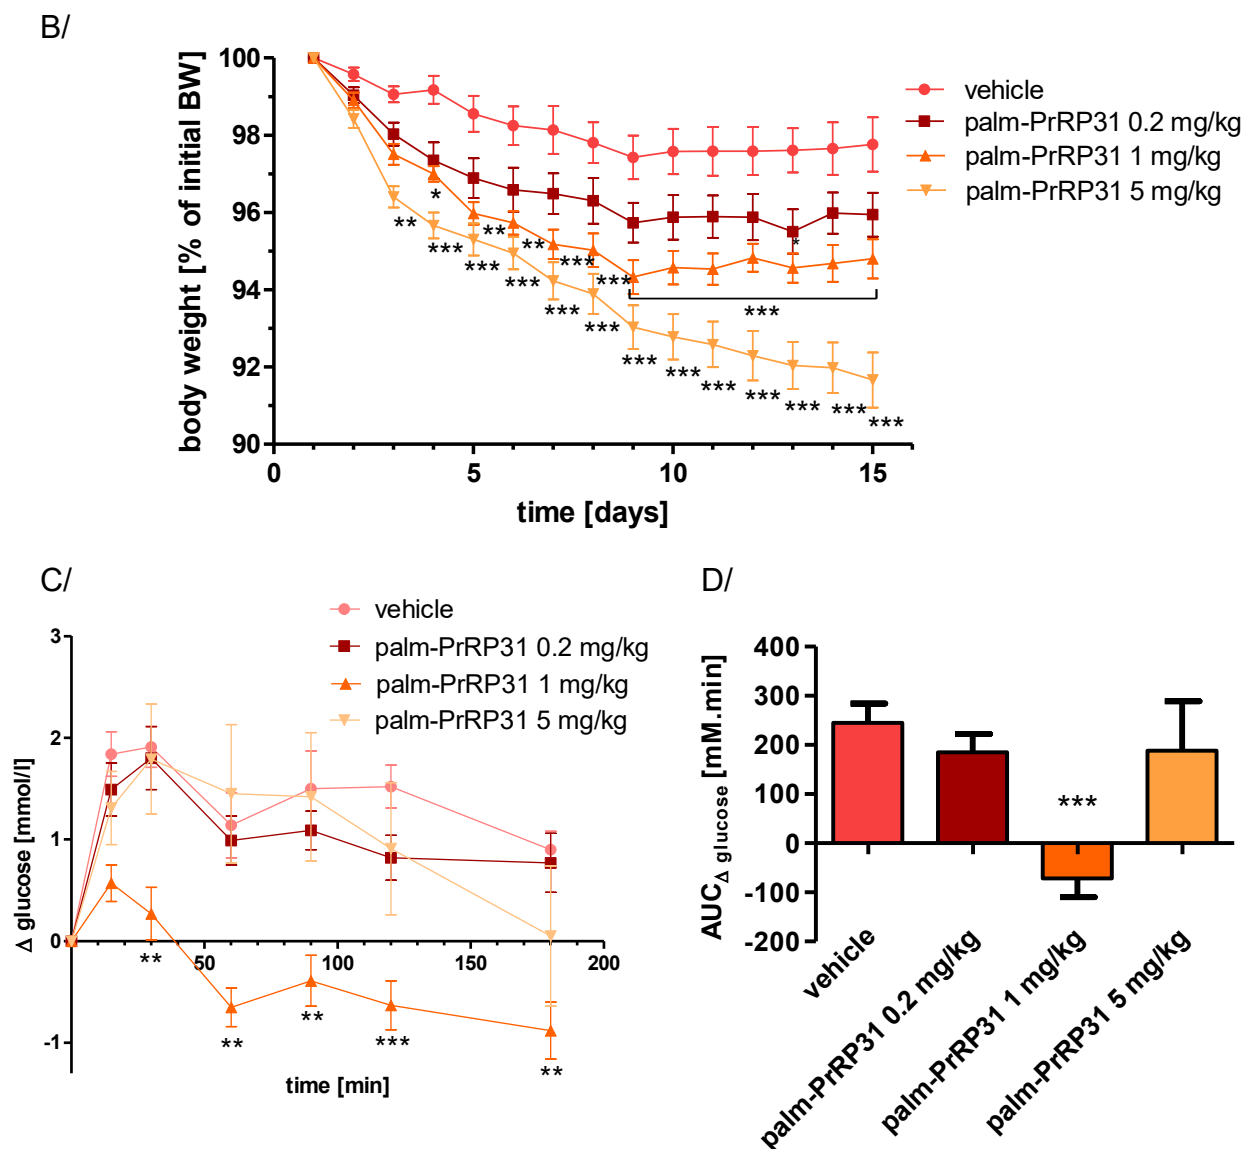 B/
body weight [% of initial BW]
100
98
96
94
92
90
0
5
10
15
time [days]
vehicle
palm-PrRP31 0.2 mg/kg
palm-PrRP31 1 mg/kg
palm-PrRP31 5 mg/kg
*
**
***
**
***
**
***
***
***
***
***
***
*
***
***
***
***
***
***
***
C/
vehicle
palm-PrRP31 0.2 mg/kg
palm-PrRP31 1 mg/kg
palm-PrRP31 5 mg/kg
Δ glucose [mmol/l]
3
2
1
0
-1
50
100
150
200
**
**
**
***
**
time [min]
D/
AUC Δ glucose [mM.min]
400
300
200
100
0
-100
-200
***
vehicle
palm-PrRP31 0.2 mg/kg
palm-PrRP31 1 mg/kg
palm-PrRP31 5 mg/kg